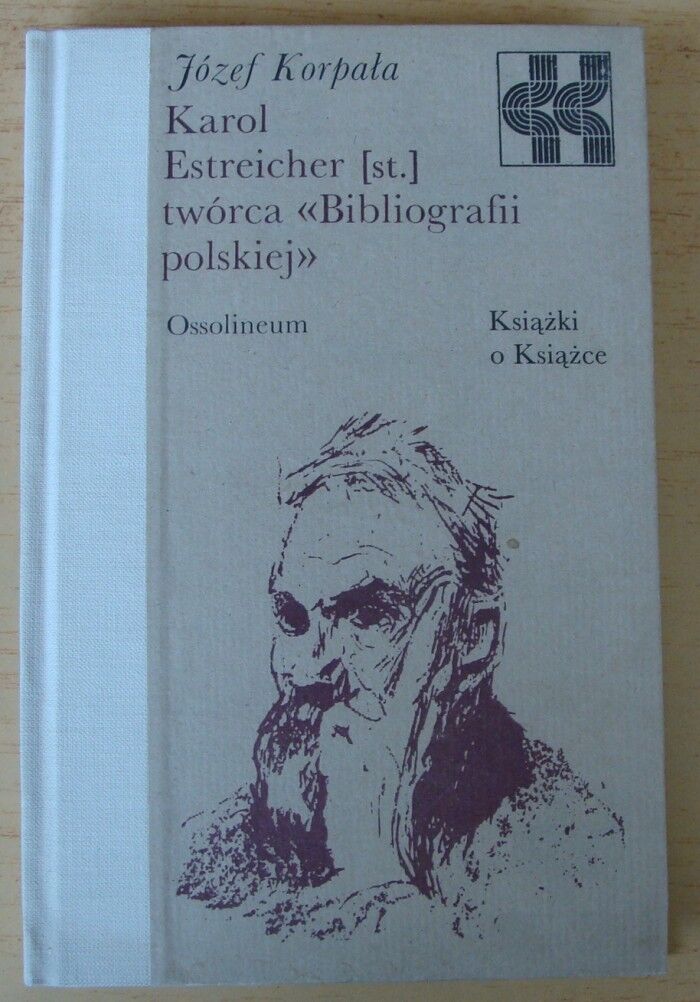 Józef Korpała
Karol
Estreicher [st.]
twórca «Bibliografii
polskiej»
Ossolineum
Książki
o Książce